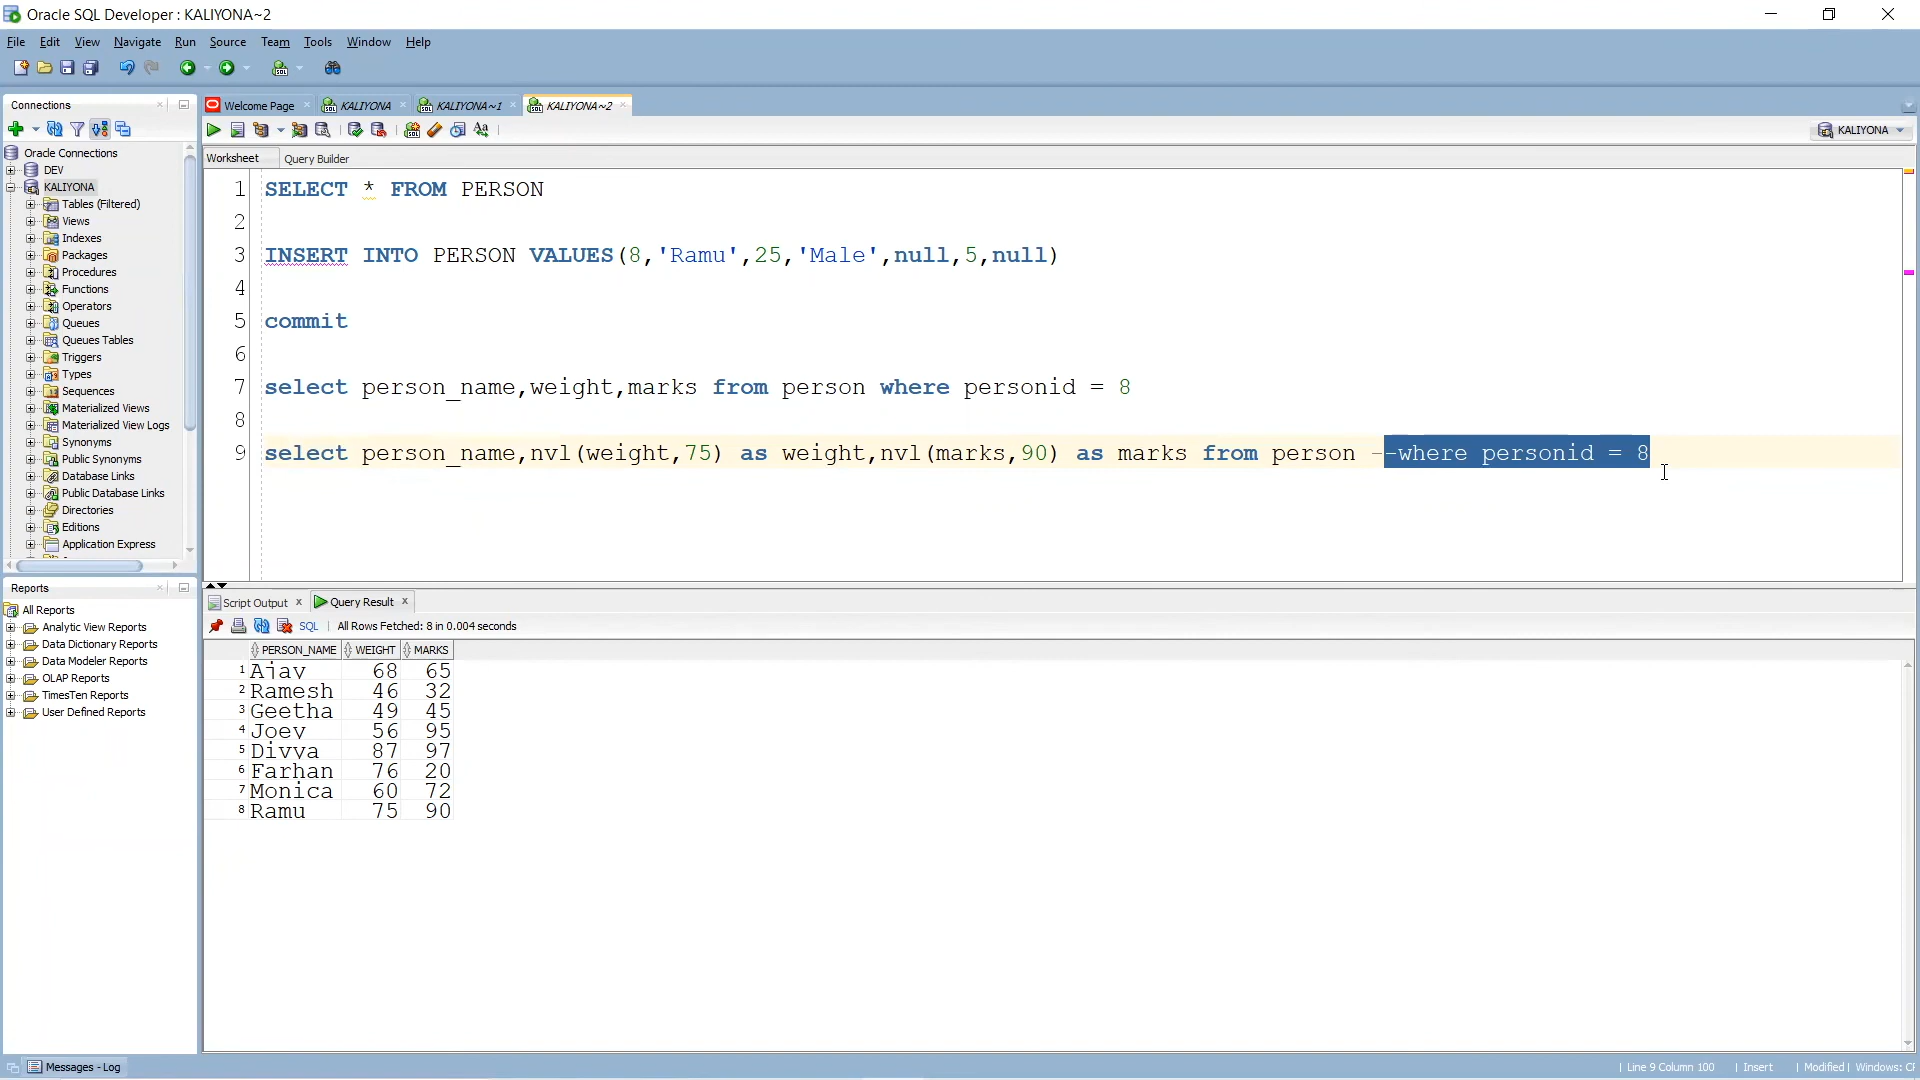 Oracle SQL Developer : KALIYONA~2
File Edit View Navigate Run Source Team Tools Window Help
Connections
Welcome Page KALIYONA KALIYONA~1 KALIYONA~2
KALIYONA
Worksheet Query Builder
Oracle Connections
DEV
KALIYONA
Tables (Filtered)
Views
Indexes
Packages
Procedures
Functions
Operators
Queues
Queues Tables
Triggers
Types
Sequences
Materialized Views
Materialized View Logs
Synonyms
Public Synonyms
Database Links
Public Database Links
Directories
Editions
Application Express
1 SELECT * FROM PERSON
2
3 INSERT INTO PERSON VALUES(8,'Ramu',25,'Male',null,5,null)
4
5 commit
6
7 select person_name,weight,marks from person where personid = 8
8
9 select person_name,nvl(weight,75) as weight,nvl(marks,90) as marks from person --where personid = 8
Reports
All Reports
Analytic View Reports
Data Dictionary Reports
Data Modeler Reports
OLAP Reports
TimesTen Reports
User Defined Reports
Script Output Query Result
SQL All Rows Fetched: 8 in 0.004 seconds
PERSON_NAME WEIGHT MARKS
1 Ajay 68 65
2 Ramesh 46 32
3 Geetha 49 45
4 Joey 56 95
5 Divya 87 97
6 Farhan 76 20
7 Monica 60 72
8 Ramu 75 90
Messages - Log
Line 9 Column 100 Insert Modified Windows: